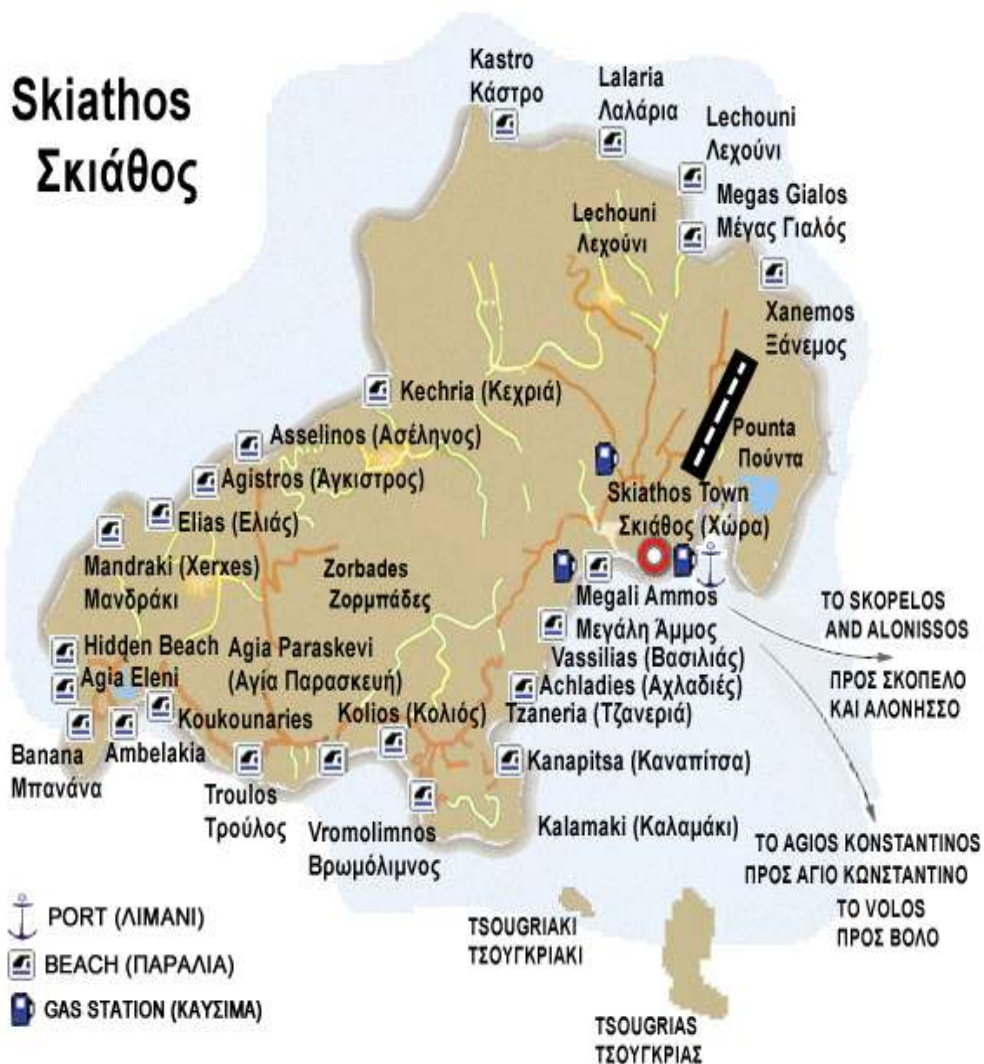 Skiathos
Σκιάθος
Kastro
Κάστρο
Lalaria
Λαλάρια
Lechouni
Λεχούνι
Megas Gialos
Μέγας Γιαλός
Lechouni
Λεχούνι
Xanemos
Ξάνεμος
Kechria (Κεχριά)
Asselinos (Ασέληνος)
Agistros (Άγκιστρος)
Elias (Ελιάς)
Mandraki (Xerxes)
Μανδράκι
Pounta
Πούντα
Skiathos Town
Σκιάθος (Χώρα)
Zorbades
Ζορμπάδες
Megali Ammos
Μεγάλη Άμμος
Vassilias (Βασιλιάς)
Achladies (Αχλαδιές)
Tzaneria (Τζανεριά)
Hidden Beach
Agia Eleni
Agia Paraskevi
(Αγία Παρασκευή)
Koukounaries
Kolios (Κολιός)
Banana
Μπανάνα
Ambelakia
Troulos
Τρούλος
Vromolimnos
Βρωμόλιμνος
Kanapitsa (Καναπίτσα)
Kalamaki (Καλαμάκι)
TO SKOPELOS
AND ALONISSOS
ΠΡΟΣ ΣΚΟΠΕΛΟ
ΚΑΙ ΑΛΟΝΗΣΣΟ
TO AGIOS KONSTANTINOS
ΠΡΟΣ ΑΓΙΟ ΚΩΝΣΤΑΝΤΙΝΟ
TO VOLOS
ΠΡΟΣ ΒΟΛΟ
TSOUGRIAKI
ΤΣΟΥΓΚΡΙΑΚΙ
TSOUGRIAS
ΤΣΟΥΓΚΡΙΑΣ
PORT (ΛΙΜΑΝΙ)
BEACH (ΠΑΡΑΛΙΑ)
GAS STATION (ΚΑΥΣΙΜΑ)